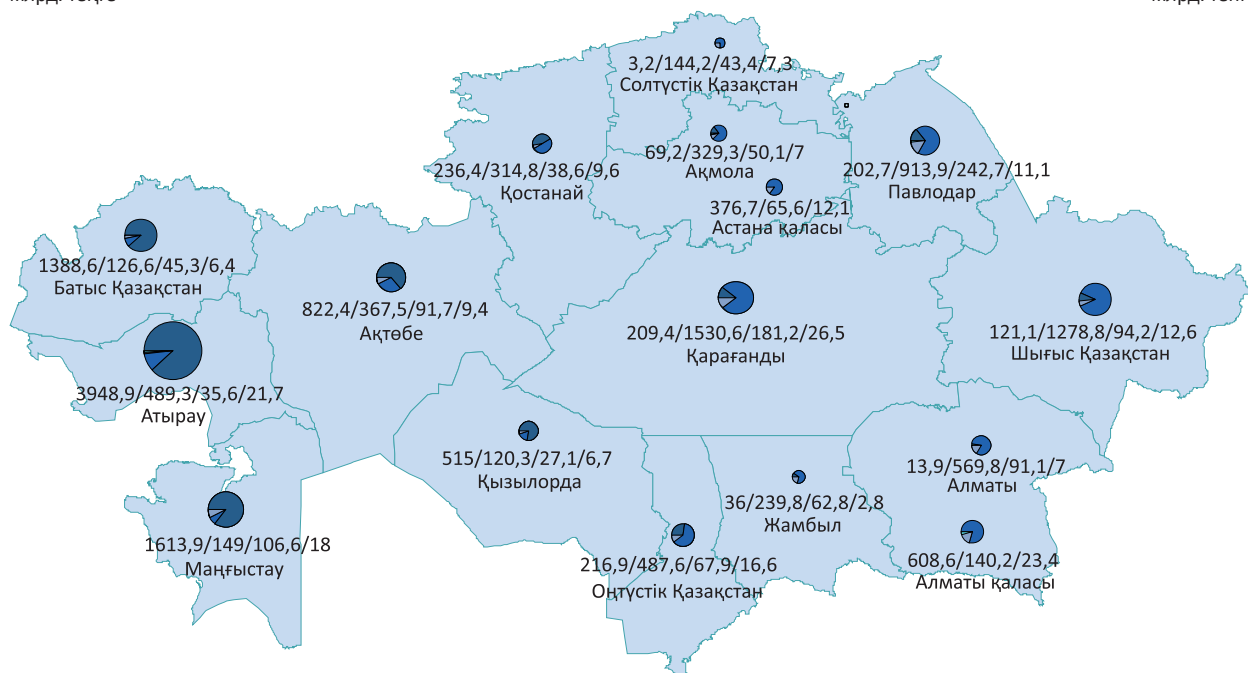 3,2/144,2/43,4/7,3
Солтүстік Қазақстан
69,2/329,3/50,1/7
Ақмола
236,4/314,8/38,6/9,6
Қостанай
202,7/913,9/242,7/11,1
Павлодар
376,7/65,6/12,1
Астана қаласы
1388,6/126,6/45,3/6,4
Батыс Қазақстан
822,4/367,5/91,7/9,4
Ақтөбе
209,4/1530,6/181,2/26,5
Қарағанды
121,1/1278,8/94,2/12,6
Шығыс Қазақстан
3948,9/489,3/35,6/21,7
Атырау
515/120,3/27,1/6,7
Қызылорда
13,9/569,8/91,1/7
Алматы
36/239,8/62,8/2,8
Жамбыл
1613,9/149/106,6/18
Маңғыстау
216,9/487,6/67,9/16,6
Оңтүстік Қазақстан
608,6/140,2/23,4
Алматы қаласы